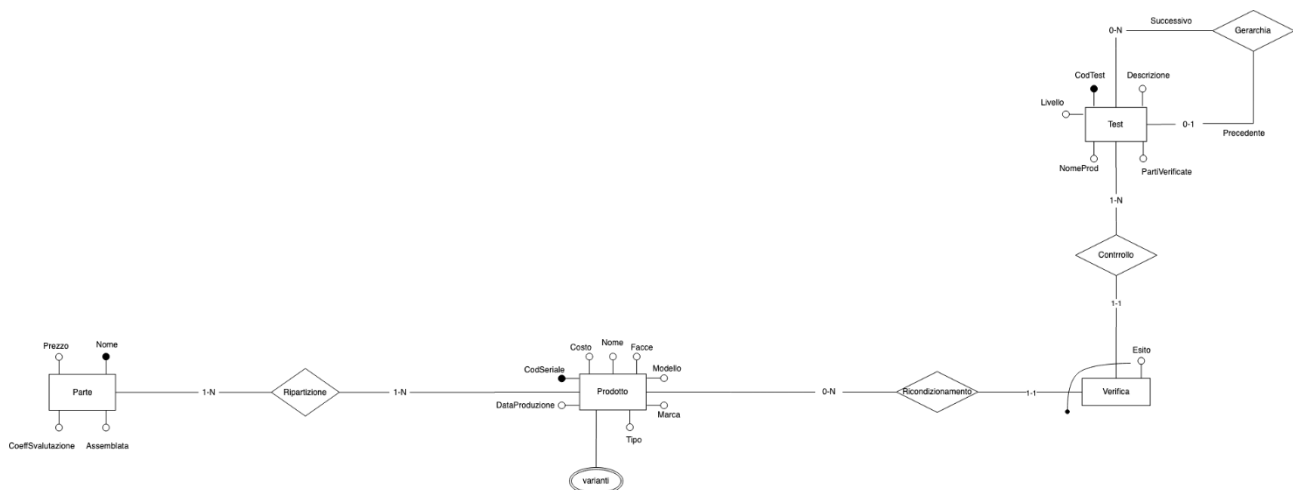 Successivo
0-N
Gerarchia
CodTest
Descrizione
Livello
Test
0-1
Precedente
NomeProd
PartiVerificate
1-N
Contrrollo
1-1
Prezzo
Nome
Costo
Nome
Facce
Esito
CodSeriale
Modello
Parte
1-N
Ripartizione
1-N
Prodotto
0-N
Ricondizionamento
1-1
Verifica
DataProduzione
Marca
CoeffSvalutazione
Assemblata
Tipo
varianti